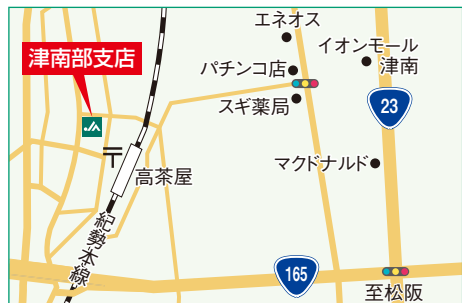 エネオス
津南部支店
イオンモール
津南
パチンコ店
スギ薬局
23
JA
マクドナルド
高茶屋
紀勢本線
165
至松阪